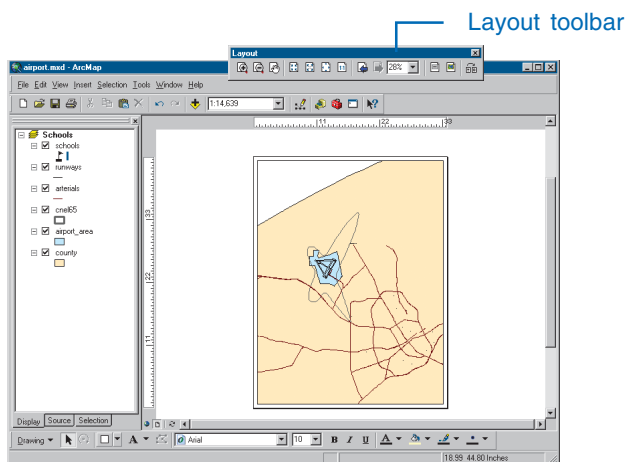 Layout toolbar
Layout
28%
airport.mxd - ArcMap
File Edit View Insert Selection Tools Window Help
1:14,639
11 22 33
Schools
schools
runways
arterials
cnel65
airport_area
county
33
22
11
Display Source Selection
Drawing A Arial 10 B I U A
18.99 44.80 Inches